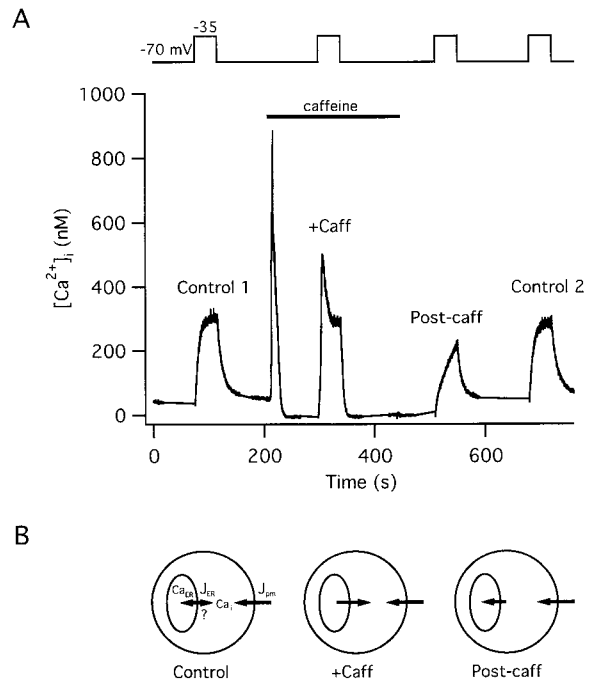 A
-35
-70 mV
1000
caffeine
800
600
+Caff
[Ca2+]i (nM)
400
Control 1
Control 2
Post-caff
200
0
0 200 400 600
Time (s)
B
CaER JER Cai Jpm
?
Control +Caff Post-caff